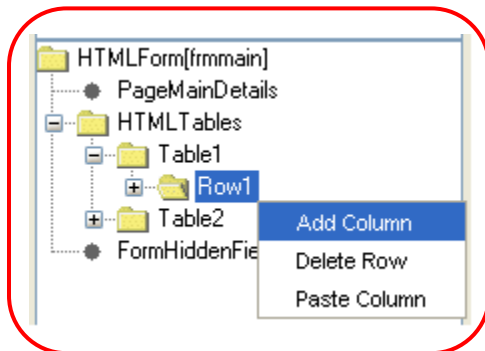 HTMLForm[frmmain]
PageMainDetails
HTMLTables
Table1
Row1
Table2
Add Column
FormHiddenFie
Delete Row
Paste Column